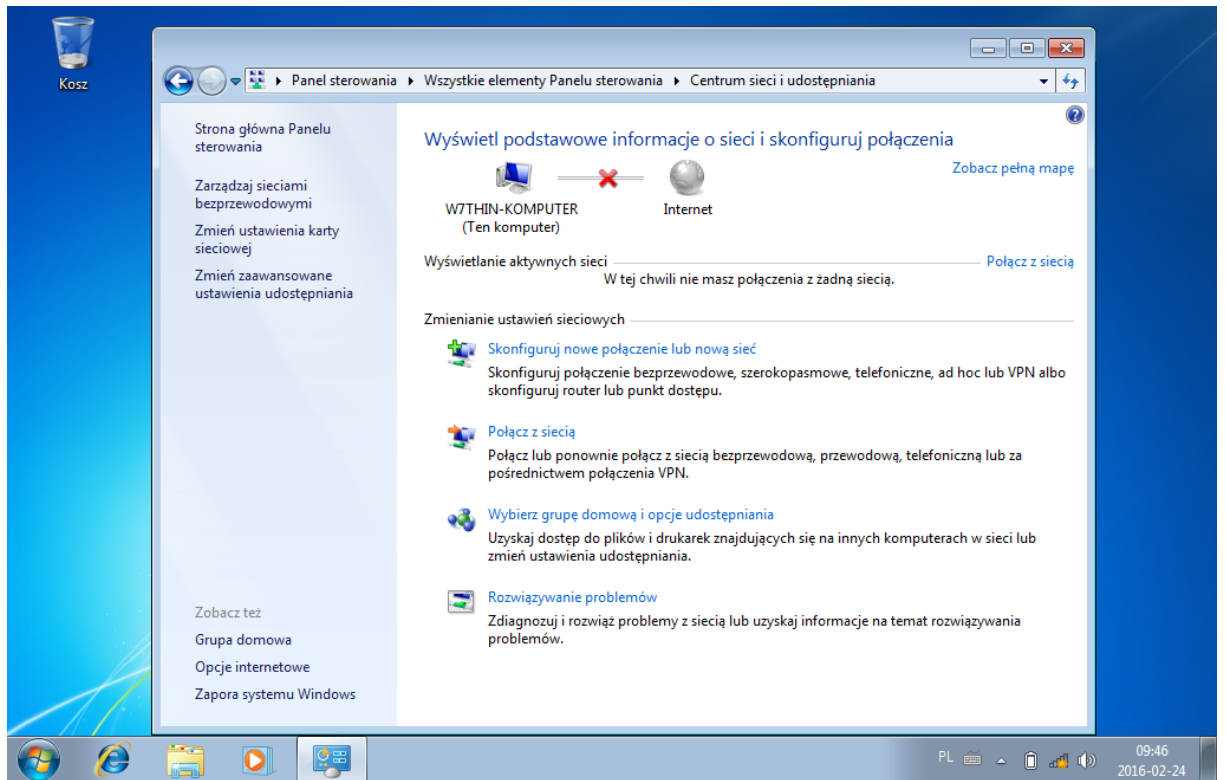 Kosz
Panel sterowania
Wszystkie elementy Panelu sterowania
Centrum sieci i udostępniania
Strona główna Panelu
sterowania
Zarządzaj sieciami
bezprzewodowymi
Zmień ustawienia karty
sieciowej
Zmień zaawansowane
ustawienia udostępniania
Wyświetl podstawowe informacje o sieci i skonfiguruj połączenia
Zobacz pełną mapę
W7THIN-KOMPUTER
(Ten komputer)
Internet
Wyświetlanie aktywnych sieci
Połącz z siecią
W tej chwili nie masz połączenia z żadną siecią.
Zmienianie ustawień sieciowych
Skonfiguruj nowe połączenie lub nową sieć
Skonfiguruj połączenie bezprzewodowe, szerokopasmowe, telefoniczne, ad hoc lub VPN albo
skonfiguruj router lub punkt dostępu.
Połącz z siecią
Połącz lub ponownie połącz z siecią bezprzewodową, przewodową, telefoniczną lub za
pośrednictwem połączenia VPN.
Wybierz grupę domową i opcje udostępniania
Uzyskaj dostęp do plików i drukarek znajdujących się na innych komputerach w sieci lub
zmień ustawienia udostępniania.
Rozwiązywanie problemów
Zdiagnozuj i rozwiąż problemy z siecią lub uzyskaj informacje na temat rozwiązywania
problemów.
Zobacz też
Grupa domowa
Opcje internetowe
Zapora systemu Windows
PL
09:46
2016-02-24